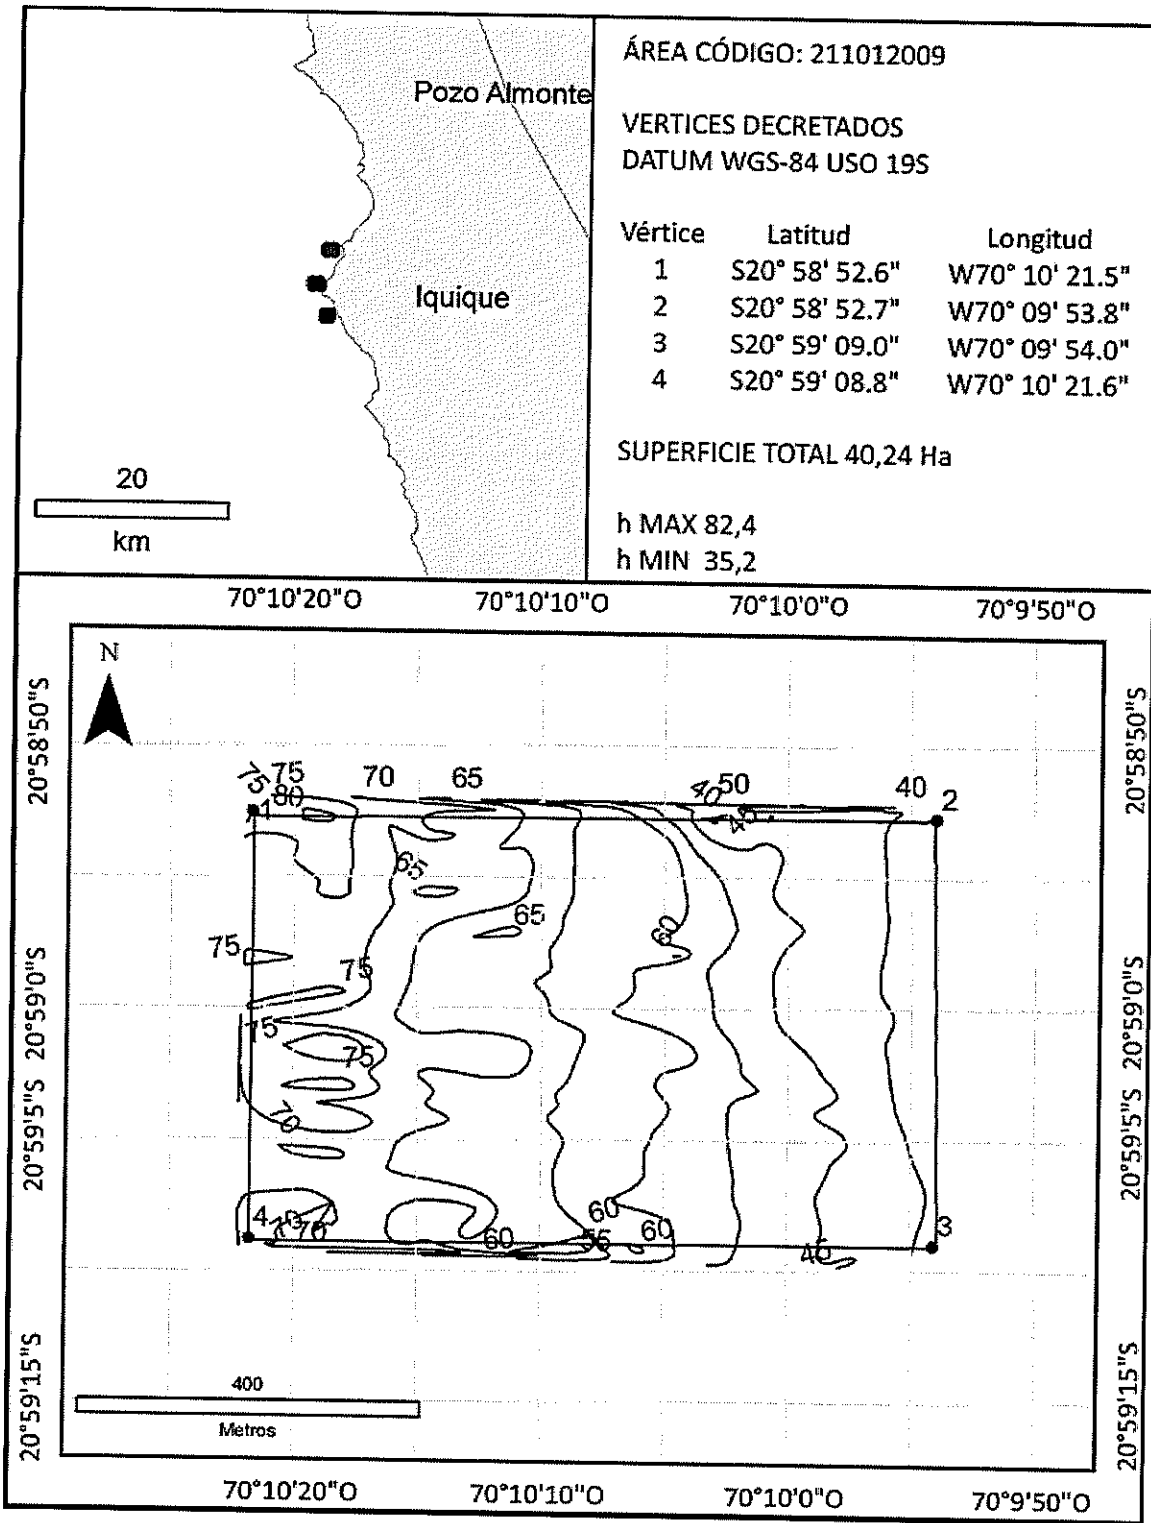 Pozo Almonte
Iquique
20
km
ÁREA CÓDIGO: 211012009
VERTICES DECRETADOS
DATUM WGS-84 USO 19S
Vértice Latitud Longitud
1 S20° 58' 52.6" W70° 10' 21.5"
2 S20° 58' 52.7" W70° 09' 53.8"
3 S20° 59' 09.0" W70° 09' 54.0"
4 S20° 59' 08.8" W70° 10' 21.6"
SUPERFICIE TOTAL 40,24 Ha
h MAX 82,4
h MIN 35,2
70°10'20"O 70°10'10"O 70°10'0"O 70°9'50"O
N
20°58'50"S
20°58'50"S
75 75 70 65 40 50 40
80 45
1 2
65
65
60
75
75
75
75
70
20°59'0"S
20°59'0"S
20°59'5"S
20°59'5"S
60
4 70 60 55 60 45 3
20°59'15"S
20°59'15"S
400
Metros
70°10'20"O 70°10'10"O 70°10'0"O 70°9'50"O